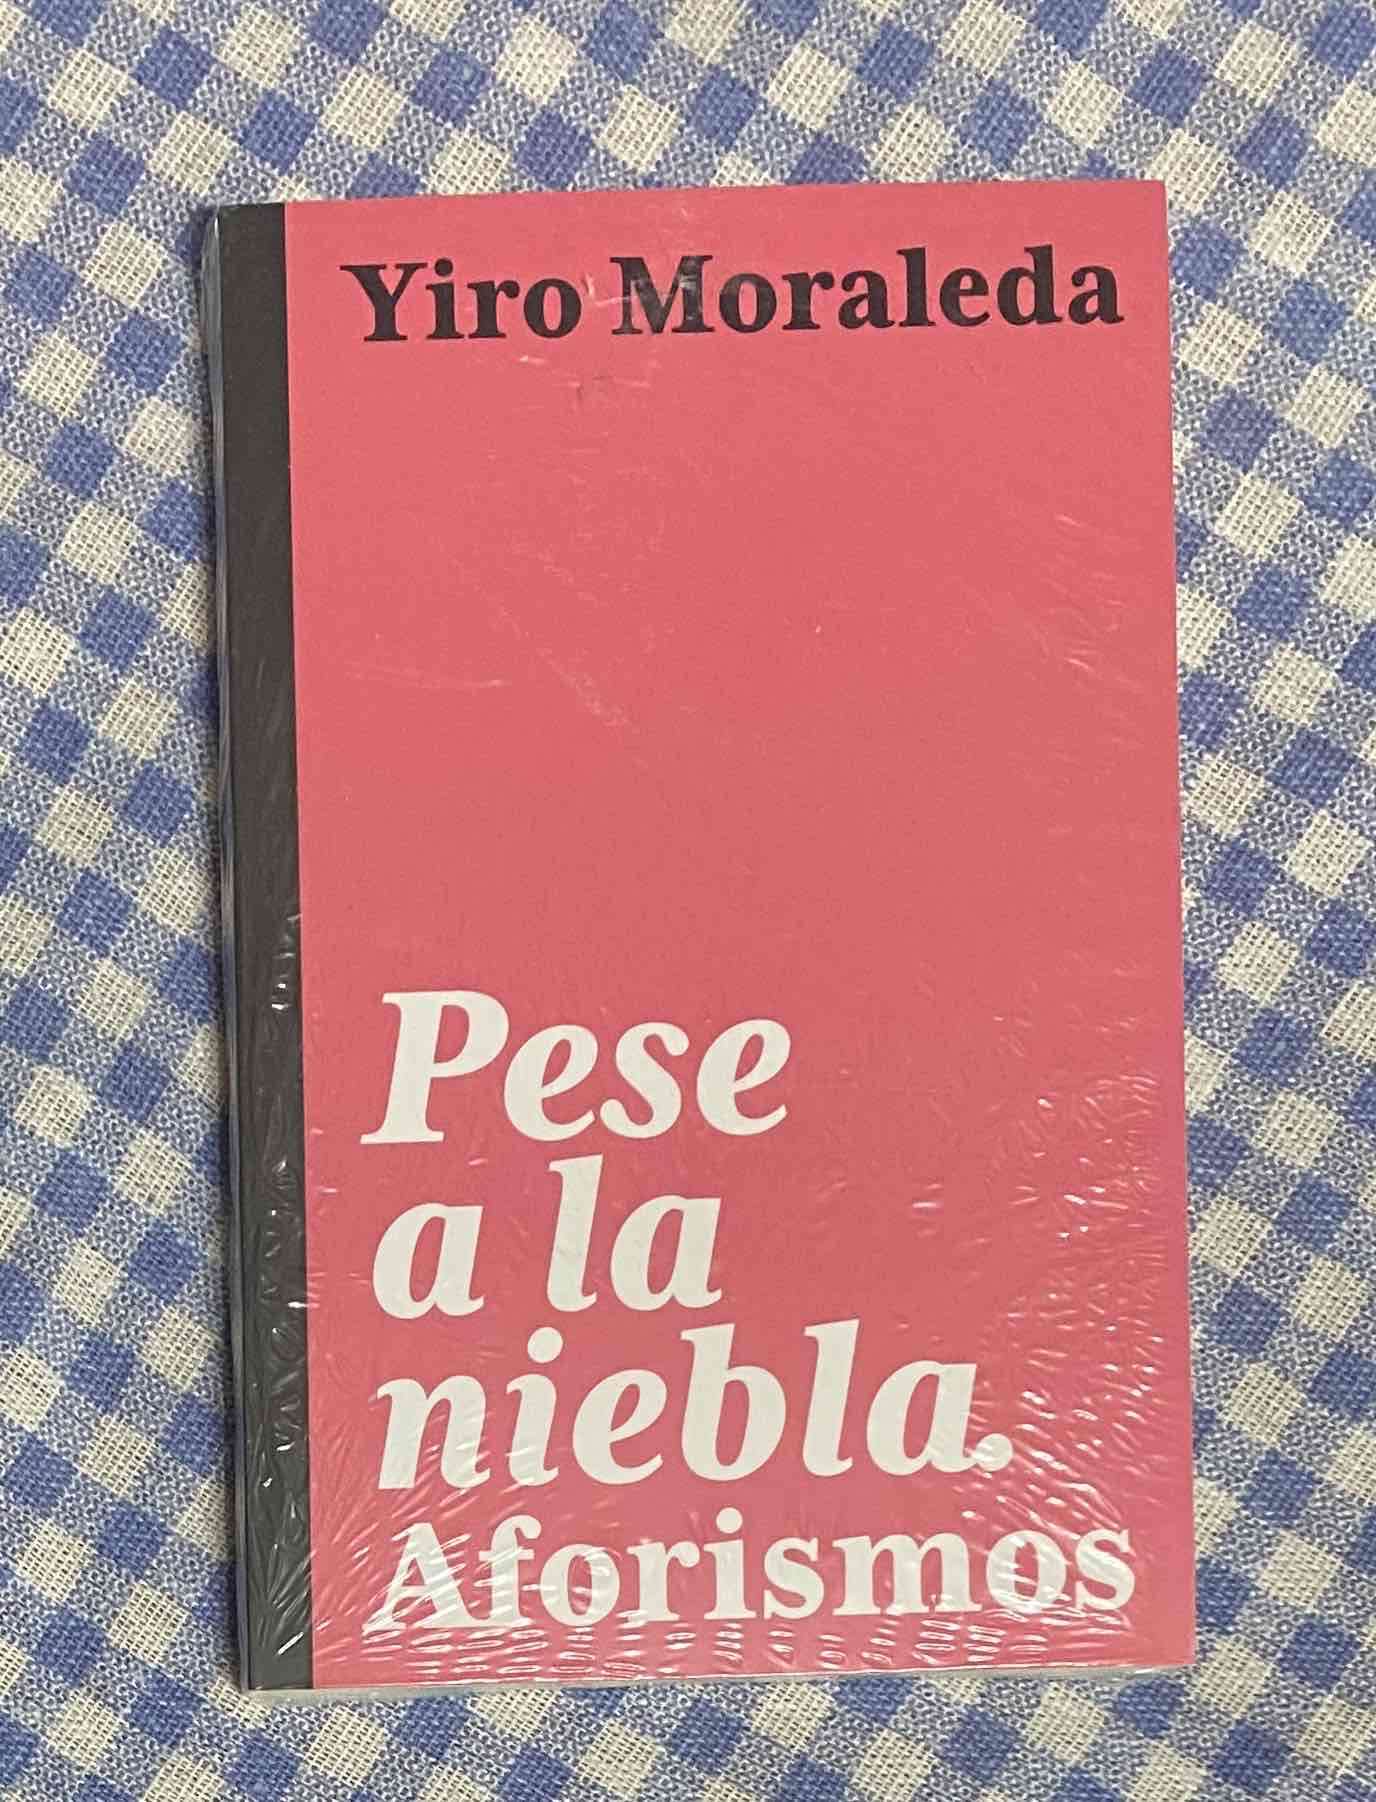 Yiro Moraleda
Pese
a la
niebla.
Aforismos